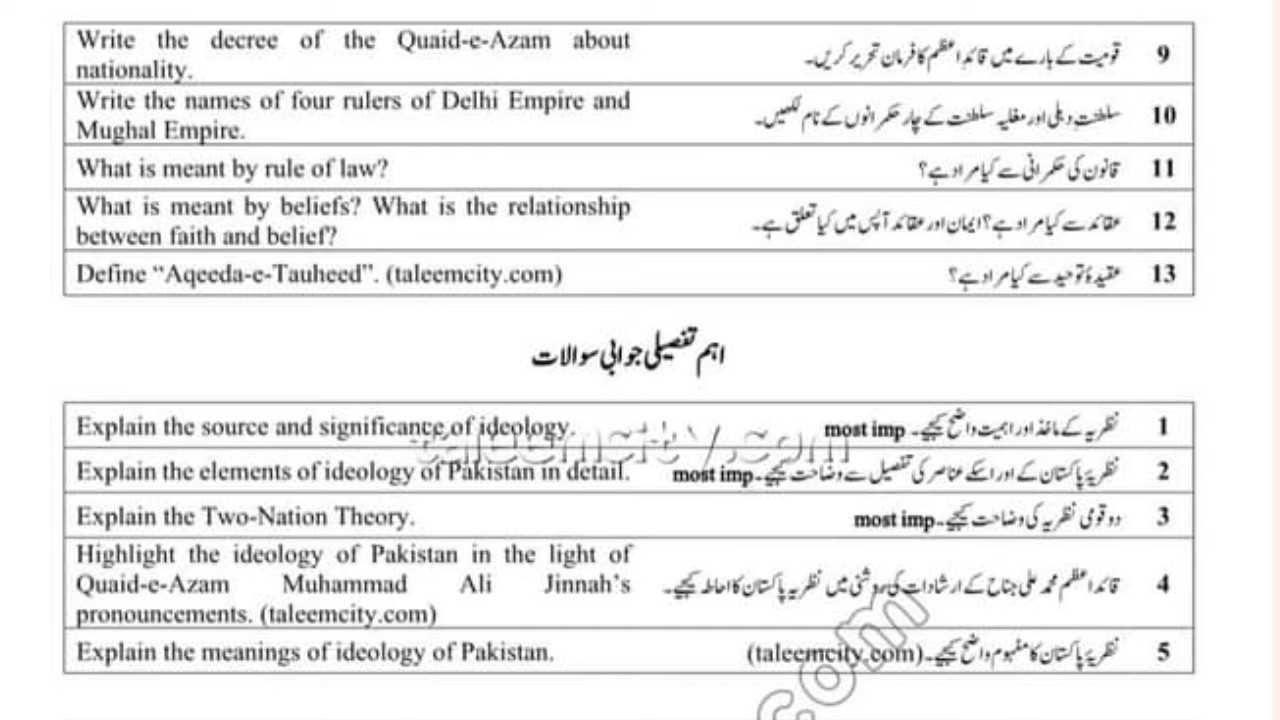 Write the decree of the Quaid-e-Azam about
nationality.
قومیت کے بارے میں قائد اعظم کا فرمان تحریر کریں۔
9
Write the names of four rulers of Delhi Empire and
Mughal Empire.
سلطنت دہلی اور مغلیہ سلطنت کے چار حکمرانوں کے نام لکھیں۔
10
What is meant by rule of law?
قانون کی حکمرانی سے کیا مراد ہے؟
11
What is meant by beliefs? What is the relationship
between faith and belief?
عقائد سے کیا مراد ہے؟ ایمان اور عقائد آپس میں کیا تعلق ہے۔
12
Define “Aqeeda-e-Tauheed”. (taleemcity.com)
عقیدۂ توحید سے کیا مراد ہے؟
13
اہم تفصیلی جوابی سوالات
Explain the source and significance of ideology.
نظریہ کے ماخذ اور اہمیت واضح کیجیے۔ most imp
1
Explain the elements of ideology of Pakistan in detail.
نظریۂ پاکستان کے اور اسکے عناصر کی تفصیل سے وضاحت کیجیے۔ most imp
2
Explain the Two-Nation Theory.
دو قومی نظریہ کی وضاحت کیجیے۔ most imp
3
Highlight the ideology of Pakistan in the light of
Quaid-e-Azam Muhammad Ali Jinnah’s
pronouncements. (taleemcity.com)
قائد اعظم محمد علی جناح کے ارشادات کی روشنی میں نظریہ پاکستان کا احاطہ کیجیے۔
4
Explain the meanings of ideology of Pakistan.
نظریۂ پاکستان کا مفہوم واضح کیجیے۔ (taleemcity.com)
5
taleemcity.com
.com